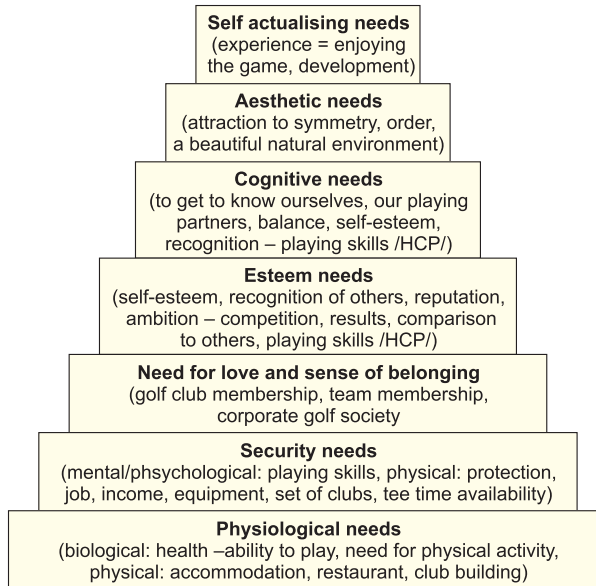 Self actualising needs
(experience = enjoying
the game, development)
Aesthetic needs
(attraction to symmetry, order,
a beautiful natural environment)
Cognitive needs
(to get to know ourselves, our playing
partners, balance, self-esteem,
recognition – playing skills /HCP/)
Esteem needs
(self-esteem, recognition of others, reputation,
ambition – competition, results, comparison
to others, playing skills /HCP/)
Need for love and sense of belonging
(golf club membership, team membership,
corporate golf society
Security needs
(mental/phsychological: playing skills, physical: protection,
job, income, equipment, set of clubs, tee time availability)
Physiological needs
(biological: health –ability to play, need for physical activity,
physical: accommodation, restaurant, club building)